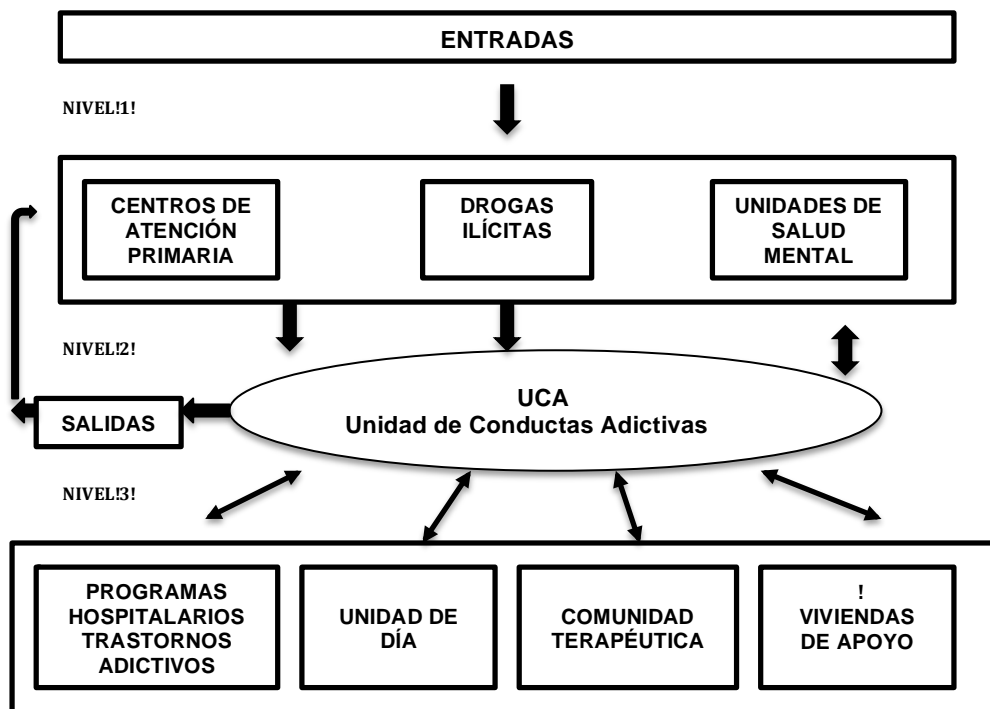 ENTRADAS
NIVEL!1!
CENTROS DE
ATENCIÓN
PRIMARIA
DROGAS
ILÍCITAS
UNIDADES DE
SALUD
MENTAL
NIVEL!2!
UCA
Unidad de Conductas Adictivas
SALIDAS
NIVEL!3!
PROGRAMAS
HOSPITALARIOS
TRASTORNOS
ADICTIVOS
UNIDAD DE
DÍA
COMUNIDAD
TERAPÉUTICA
!
VIVIENDAS
DE APOYO